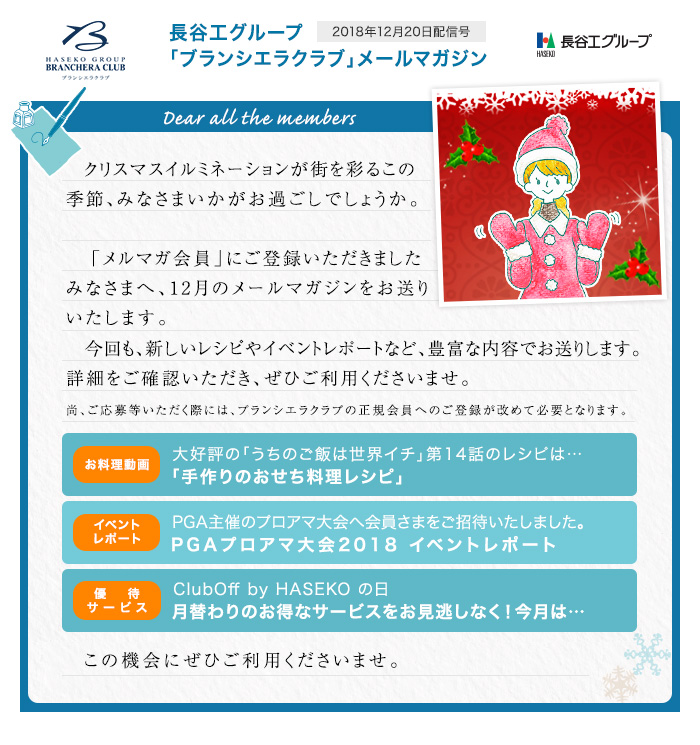 HASEKO GROUP
BRANCHERA CLUB
ブランシエラクラブ
長谷工グループ
2018年12月20日配信号
「ブランシエラクラブ」メールマガジン
HASEKO
長谷工グループ
Dear all the members
クリスマスイルミネーションが街を彩るこの
季節、みなさまいかがお過ごしでしょうか。
「メルマガ会員」にご登録いただきました
みなさまへ、12月のメールマガジンをお送り
いたします。
今回も、新しいレシピやイベントレポートなど、豊富な内容でお送りします。
詳細をご確認いただき、ぜひご利用くださいませ。
尚、ご応募等いただく際には、ブランシエラクラブの正規会員へのご登録が改めて必要となります。
お料理動画
大好評の「うちのご飯は世界イチ」第14話のレシピは…
「手作りのおせち料理レシピ」
イベント
レポート
PGA主催のプロアマ大会へ会員さまをご招待いたしました。
PGAプロアマ大会2018 イベントレポート
優待
サービス
ClubOff by HASEKO の日
月替わりのお得なサービスをお見逃しなく！今月は…
この機会にぜひご利用くださいませ。